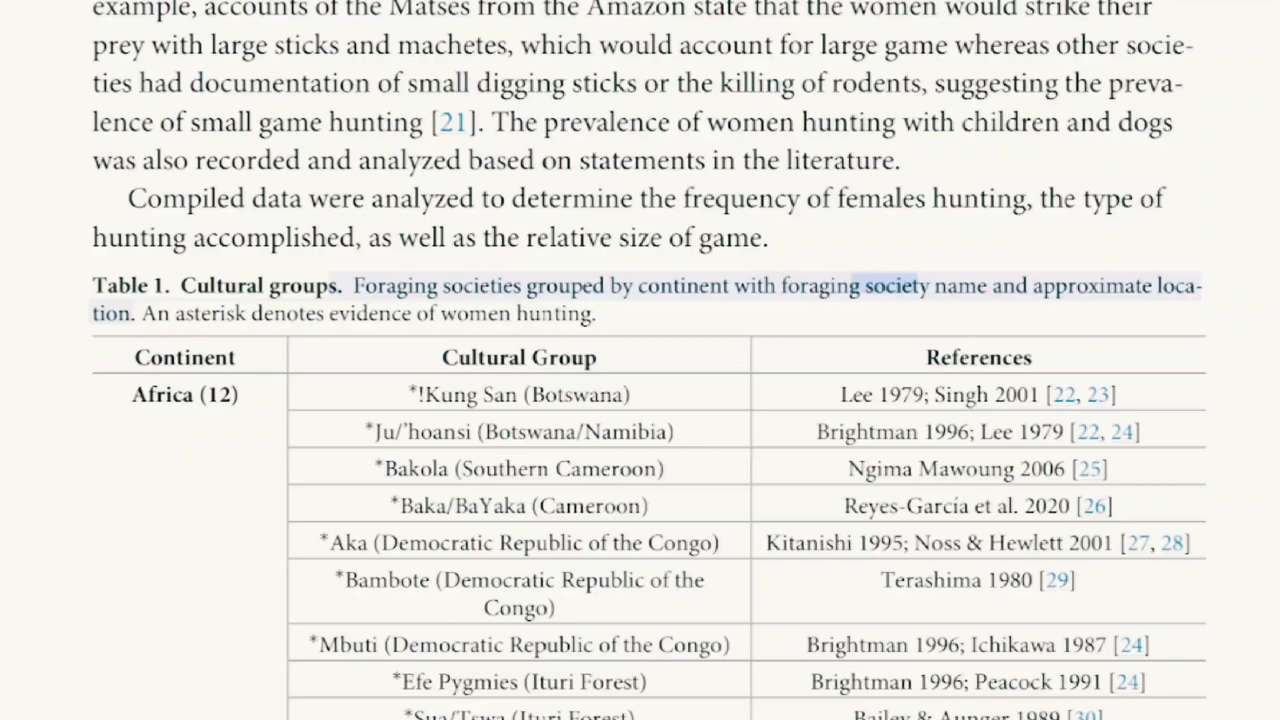 example, accounts of the Matses from the Amazon state that the women would strike their
prey with large sticks and machetes, which would account for large game whereas other socie-
ties had documentation of small digging sticks or the killing of rodents, suggesting the preva-
lence of small game hunting [21]. The prevalence of women hunting with children and dogs
was also recorded and analyzed based on statements in the literature.
Compiled data were analyzed to determine the frequency of females hunting, the type of
hunting accomplished, as well as the relative size of game.
Table 1. Cultural groups. Foraging societies grouped by continent with foraging society name and approximate loca-
tion. An asterisk denotes evidence of women hunting.
Continent Cultural Group References
Africa (12) *!Kung San (Botswana) Lee 1979; Singh 2001 [22, 23]
*Ju/'hoansi (Botswana/Namibia) Brightman 1996; Lee 1979 [22, 24]
*Bakola (Southern Cameroon) Ngima Mawoung 2006 [25]
*Baka/BaYaka (Cameroon) Reyes-García et al. 2020 [26]
*Aka (Democratic Republic of the Congo) Kitanishi 1995; Noss & Hewlett 2001 [27, 28]
*Bambote (Democratic Republic of the Terashima 1980 [29]
Congo)
*Mbuti (Democratic Republic of the Congo) Brightman 1996; Ichikawa 1987 [24]
*Efe Pygmies (Ituri Forest) Brightman 1996; Peacock 1991 [24]
*Sua/Tswa (Ituri Forest) Bailey & Aunger 1989 [30]